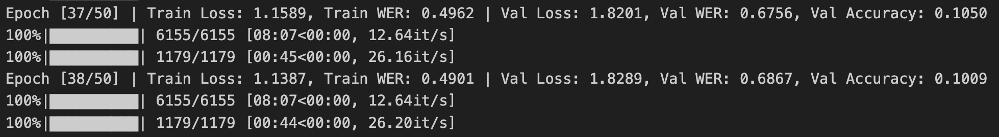 Epoch [37/50] | Train Loss: 1.1589, Train WER: 0.4962 | Val Loss: 1.8201, Val WER: 0.6756, Val Accuracy: 0.1050
100%|██████████| 6155/6155 [08:07<00:00, 12.64it/s]
100%|██████████| 1179/1179 [00:45<00:00, 26.16it/s]
Epoch [38/50] | Train Loss: 1.1387, Train WER: 0.4901 | Val Loss: 1.8289, Val WER: 0.6867, Val Accuracy: 0.1009
100%|██████████| 6155/6155 [08:07<00:00, 12.64it/s]
100%|██████████| 1179/1179 [00:44<00:00, 26.20it/s]